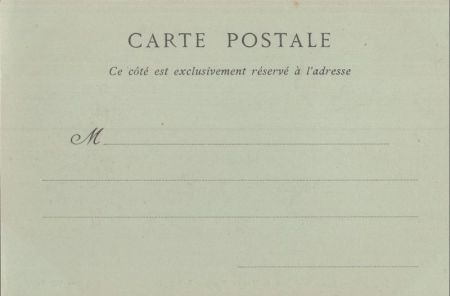 CARTE POSTALE
Ce côté est exclusivement réservé à l'adresse
M